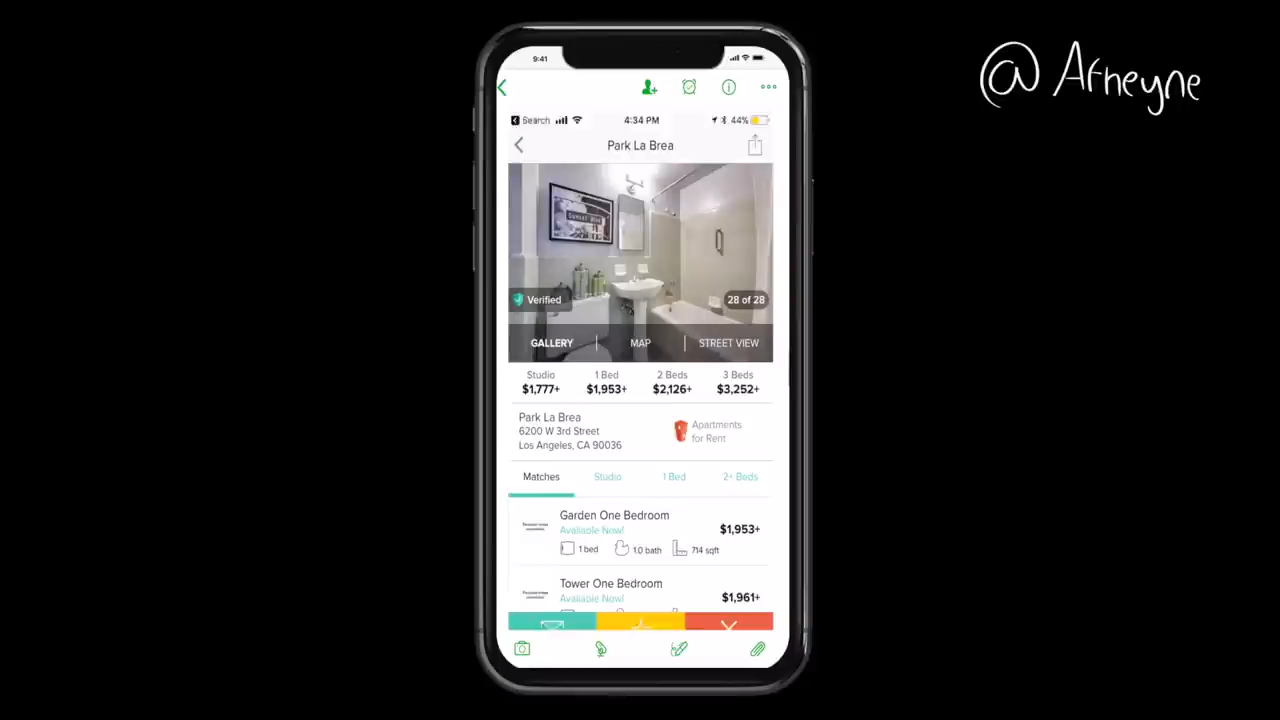 @Afheyne
9:41
Search 4:34 PM 44%
Park La Brea
SUNSET BLVD
Verified 28 of 28
GALLERY | MAP | STREET VIEW
Studio 1 Bed 2 Beds 3 Beds
$1,777+ $1,953+ $2,126+ $3,252+
Park La Brea
6200 W 3rd Street
Los Angeles, CA 90036
Apartments
for Rent
Matches Studio 1 Bed 2+ Beds
Garden One Bedroom
Available Now! $1,953+
1 bed 1.0 bath 714 sqft
Tower One Bedroom
Available Now! $1,961+